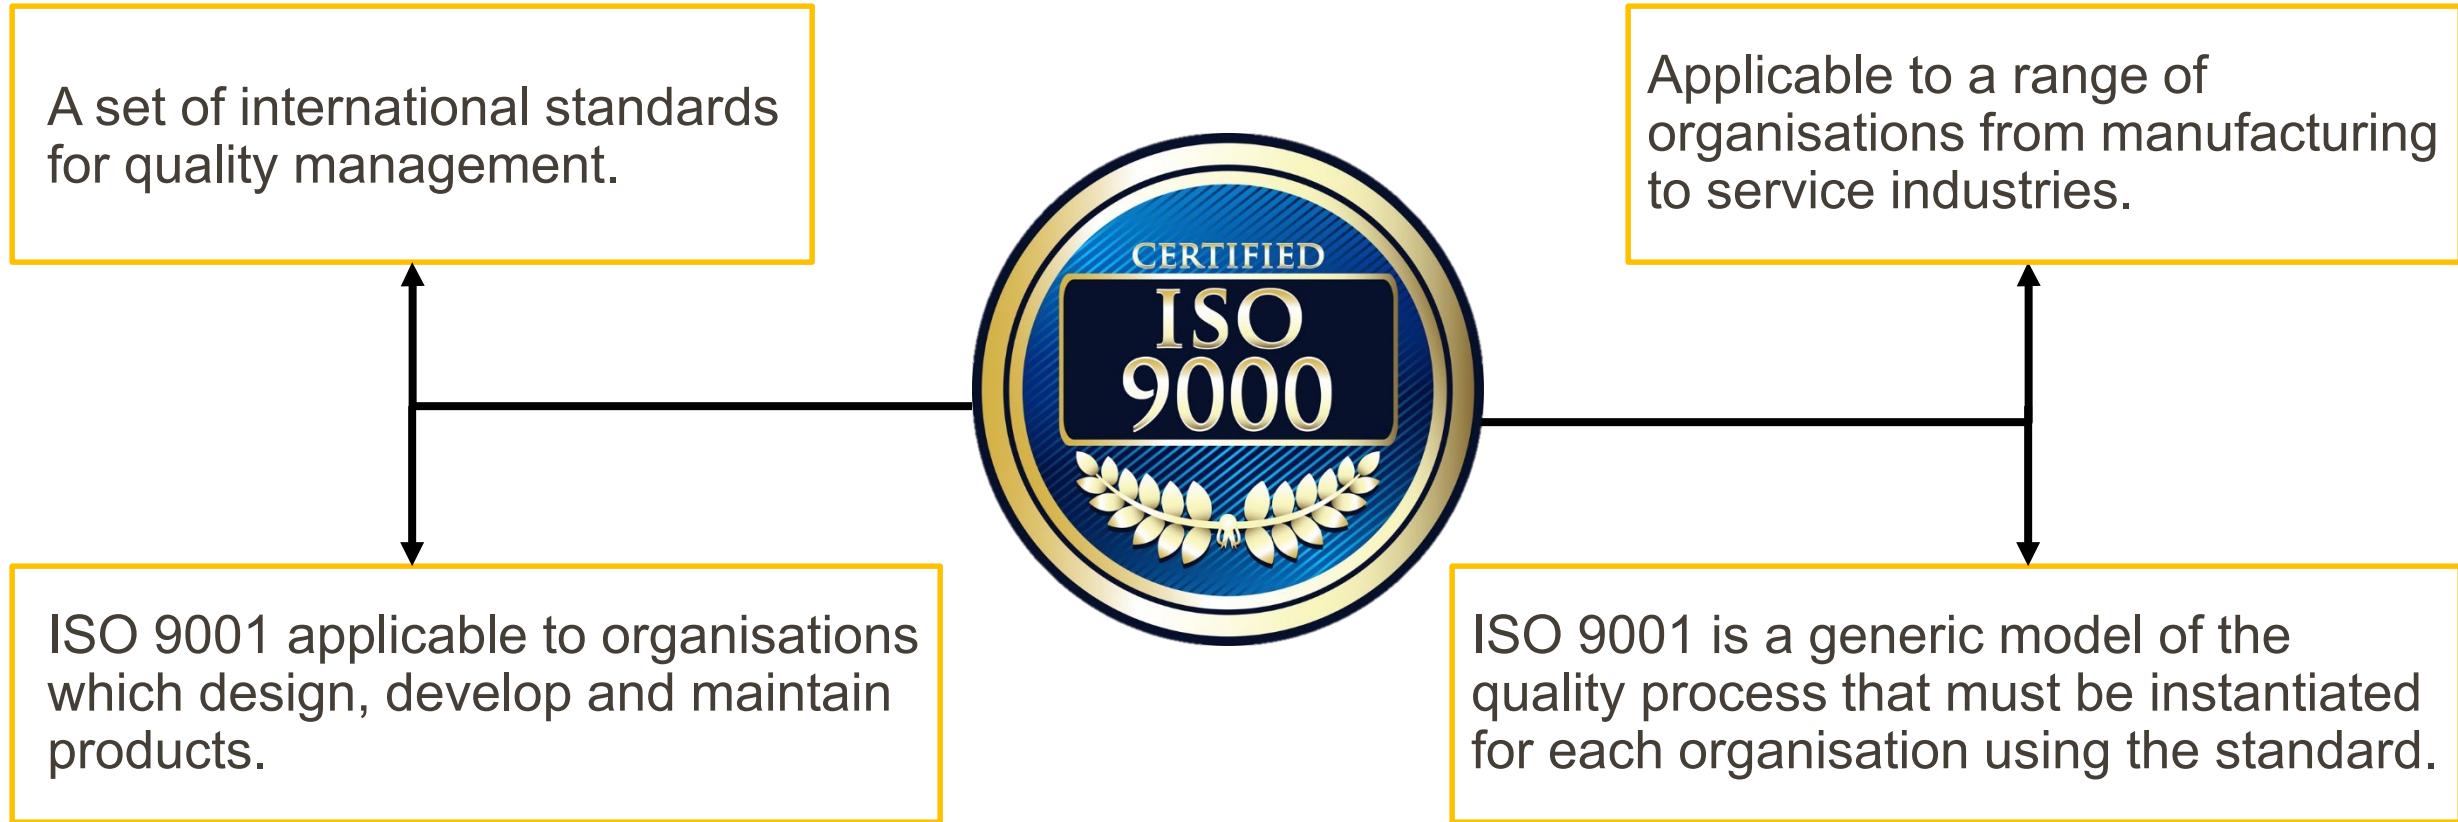 A set of international standards
for quality management.
Applicable to a range of
organisations from manufacturing
to service industries.
CERTIFIED
ISO
9000
ISO 9001 applicable to organisations
which design, develop and maintain
products.
ISO 9001 is a generic model of the
quality process that must be instantiated
for each organisation using the standard.